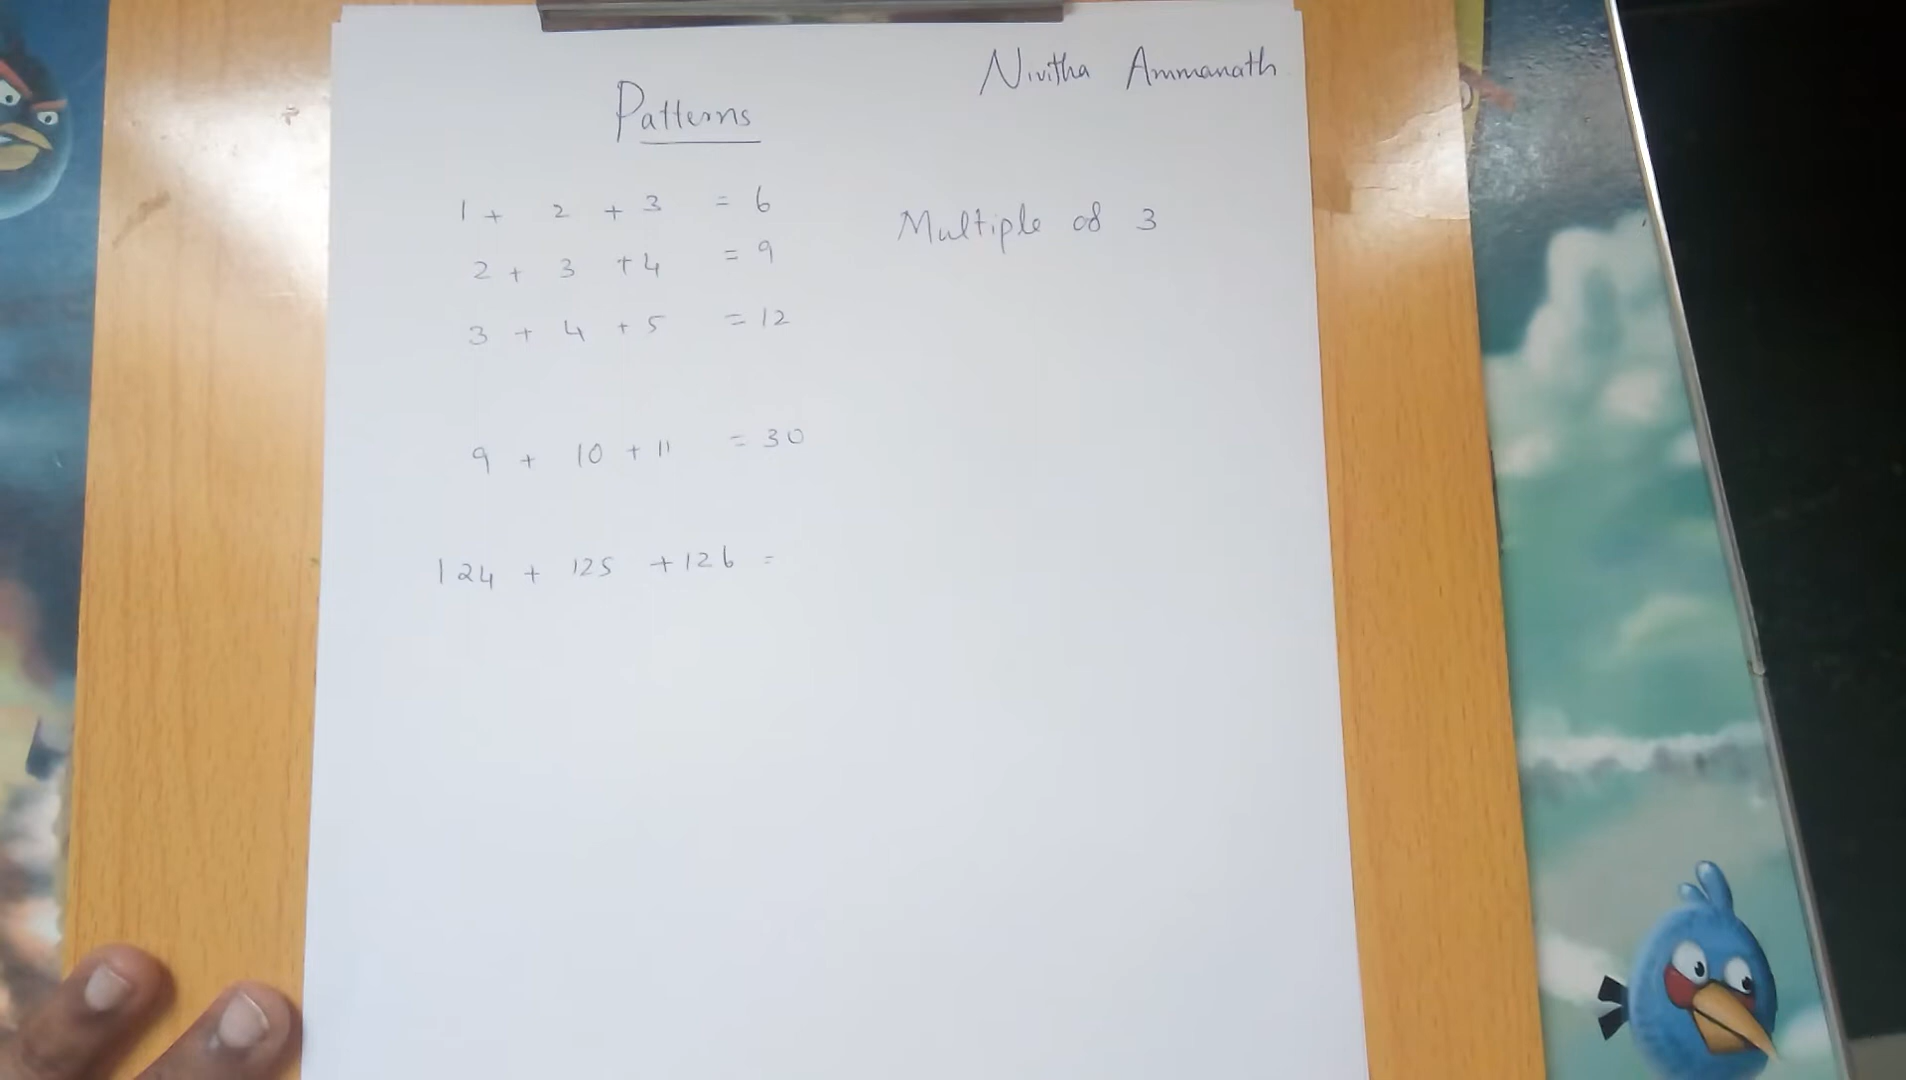 Nivitha Ammanath
Patterns
1 + 2 + 3 = 6
Multiple of 3
2 + 3 + 4 = 9
3 + 4 + 5 = 12
9 + 10 + 11 = 30
124 + 125 + 126 =